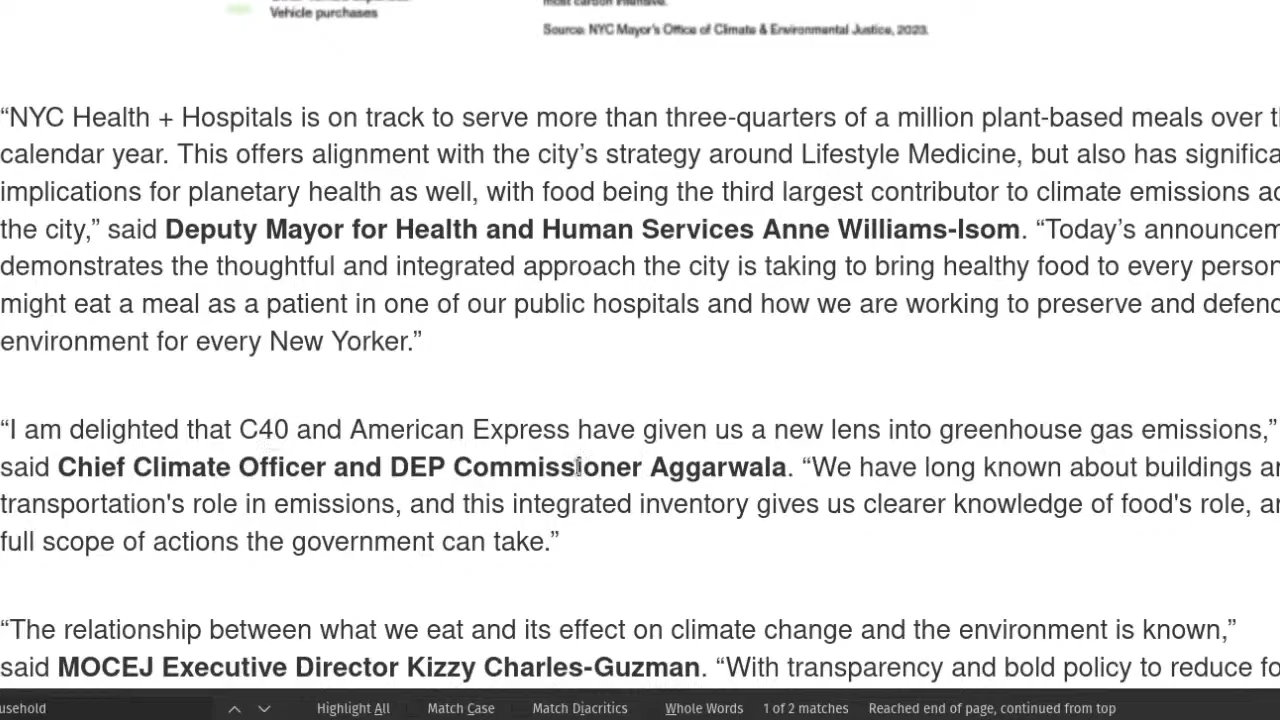 Vehicle purchases
most carbon intensive.
Source: NYC Mayor's Office of Climate & Environmental Justice, 2023.
“NYC Health + Hospitals is on track to serve more than three-quarters of a million plant-based meals over
calendar year. This offers alignment with the city’s strategy around Lifestyle Medicine, but also has significa
implications for planetary health as well, with food being the third largest contributor to climate emissions
the city,” said Deputy Mayor for Health and Human Services Anne Williams-Isom. “Today’s announcem
demonstrates the thoughtful and integrated approach the city is taking to bring healthy food to every person
might eat a meal as a patient in one of our public hospitals and how we are working to preserve and defend
environment for every New Yorker.”
“I am delighted that C40 and American Express have given us a new lens into greenhouse gas emissions,”
said Chief Climate Officer and DEP Commissioner Aggarwala. “We have long known about buildings
transportation's role in emissions, and this integrated inventory gives us clearer knowledge of food's role,
full scope of actions the government can take.”
“The relationship between what we eat and its effect on climate change and the environment is known,”
said MOCEJ Executive Director Kizzy Charles-Guzman. “With transparency and bold policy to reduce fo
usehold Highlight All Match Case Match Diacritics Whole Words 1 of 2 matches Reached end of page, continued from top